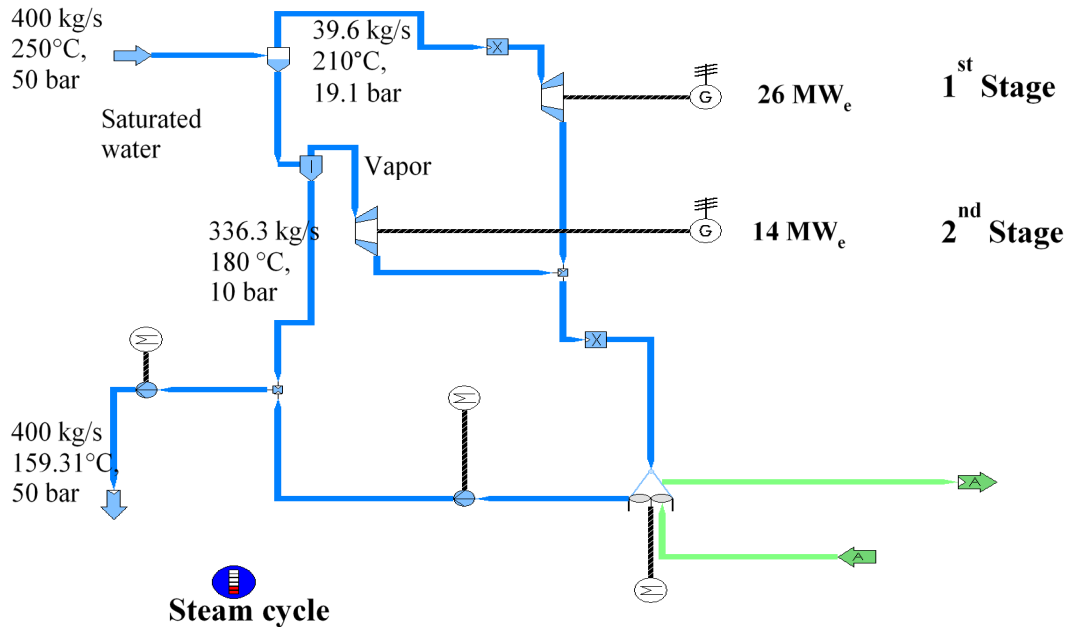 400 kg/s
250°C,
50 bar
39.6 kg/s
210°C,
19.1 bar
X
G
26 MWe
1st Stage
Saturated
water
Vapor
I
336.3 kg/s
180 °C,
10 bar
G
14 MWe
2nd Stage
X
M
M
400 kg/s
159.31°C,
50 bar
A
A
M
Steam cycle